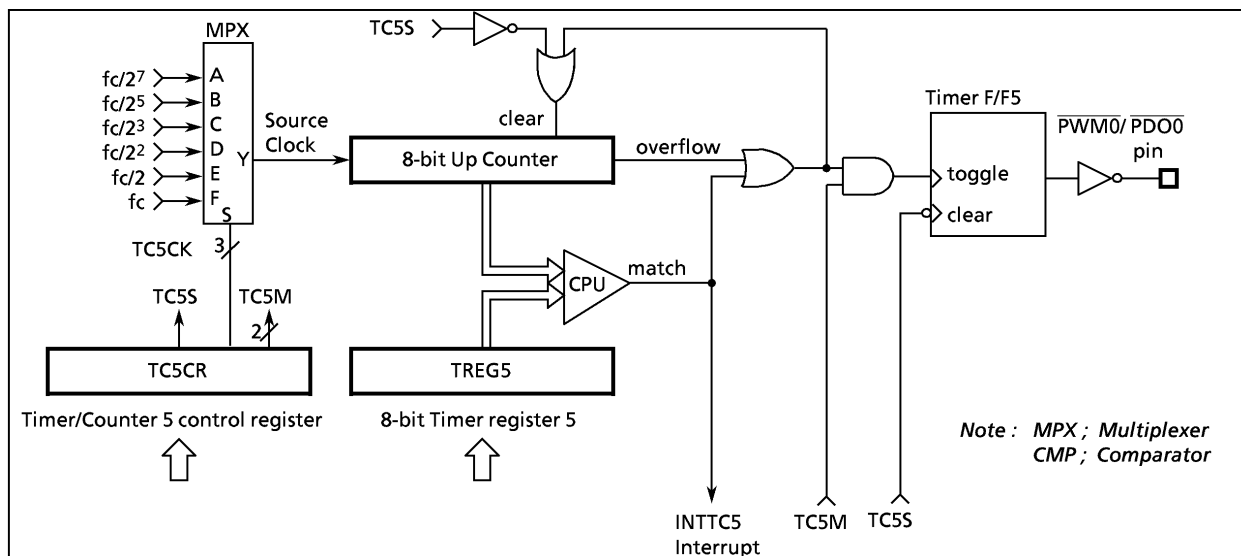 MPX
TC5S
fc/2⁷
A
fc/2⁵
B
fc/2³
C
fc/2²
D
fc/2
E
fc
F
Y
S
Source
Clock
clear
8-bit Up Counter
overflow
Timer F/F5
toggle
clear
PWM0/ PDO0
pin
TC5CK
3
TC5S
TC5M
2
CPU
match
TC5CR
TREG5
Timer/Counter 5 control register
8-bit Timer register 5
Note : MPX ; Multiplexer
CMP ; Comparator
INTTC5
Interrupt
TC5M
TC5S